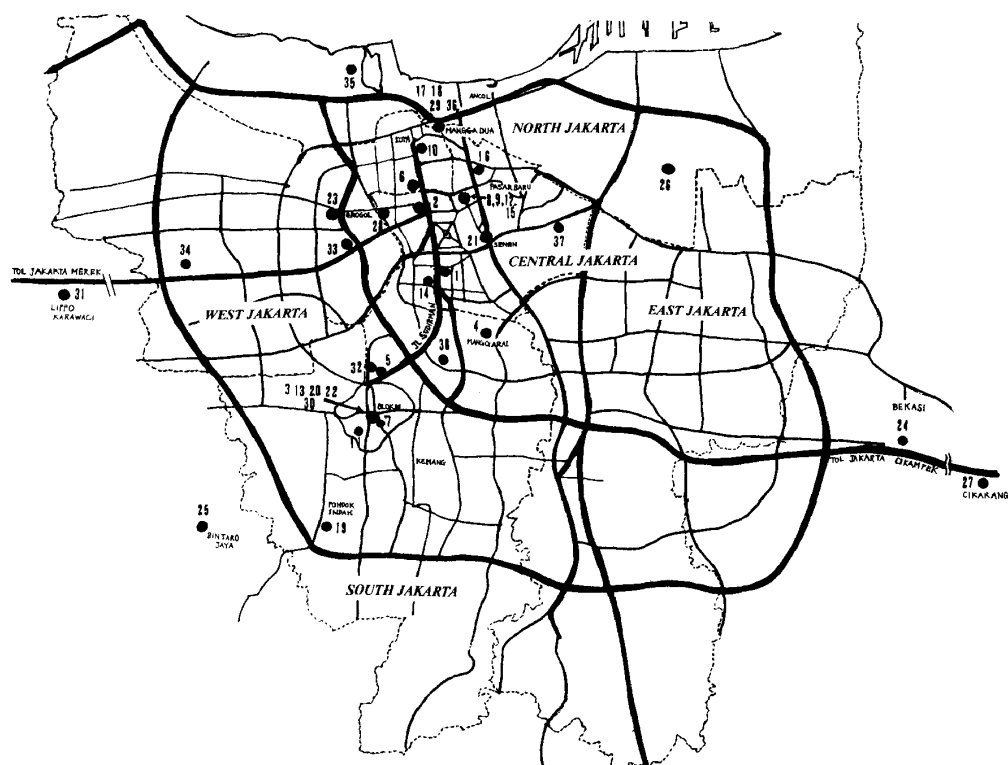 35
17 18
29 36
ANCOL
MANGGA DUA
NORTH JAKARTA
KOTA
10
16
26
6
PASAR BARU
8,9,12,
15
23
GROGOL
28
2
21
SENEN
37
33
34
CENTRAL JAKARTA
TOL JAKARTA MEREK
1
31
LIPPO
KARAWACI
14
WEST JAKARTA
EAST JAKARTA
Jl. SUDIRMAN
4
MANGGARAI
38
32
5
3 13 20 22
30
BLOK M
7
BEKASI
24
KEMANG
TOL JAKARTA CIKAMPEK
27
CIKARANG
25
BINTARO
JAYA
PONDOK
INDAH
19
SOUTH JAKARTA